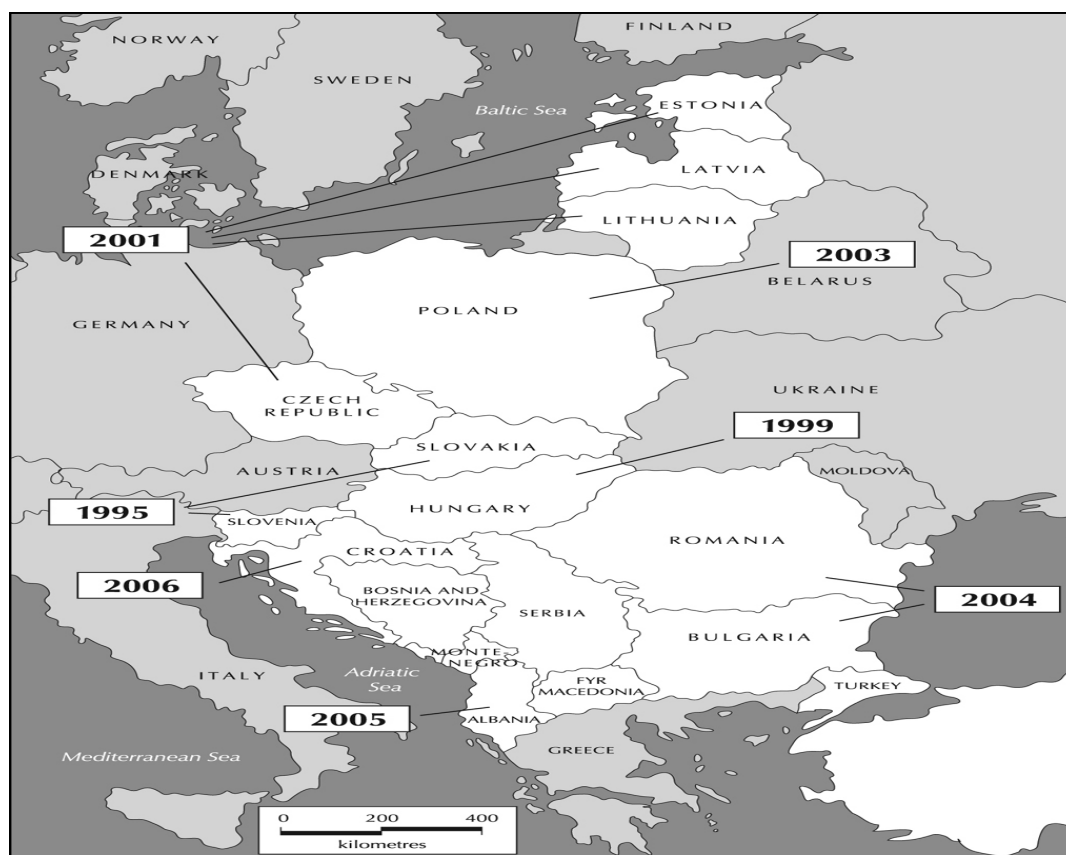 NORWAY
FINLAND
SWEDEN
Baltic Sea
ESTONIA
DENMARK
LATVIA
LITHUANIA
2001
2003
BELARUS
POLAND
GERMANY
UKRAINE
CZECH
REPUBLIC
1999
SLOVAKIA
AUSTRIA
MOLDOVA
1995
HUNGARY
SLOVENIA
ROMANIA
CROATIA
2006
BOSNIA AND
HERZEGOVINA
2004
SERBIA
BULGARIA
MONTE-
NEGRO
ITALY
Adriatic
Sea
FYR
MACEDONIA
TURKEY
2005
ALBANIA
GREECE
Mediterranean Sea
0 200 400
kilometres